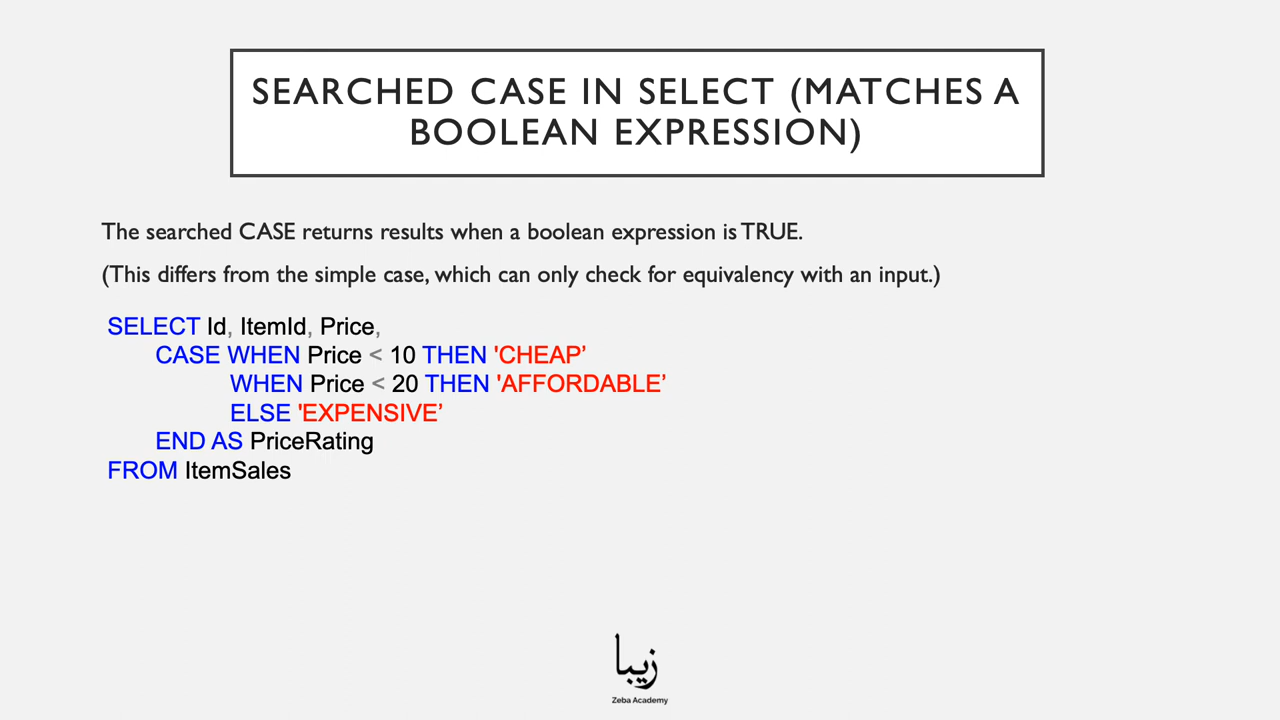 SEARCHED CASE IN SELECT (MATCHES A
BOOLEAN EXPRESSION)
The searched CASE returns results when a boolean expression is TRUE.
(This differs from the simple case, which can only check for equivalency with an input.)
SELECT Id, ItemId, Price,
CASE WHEN Price < 10 THEN 'CHEAP’
WHEN Price < 20 THEN 'AFFORDABLE’
ELSE 'EXPENSIVE’
END AS PriceRating
FROM ItemSales
زیبا
Zeba Academy